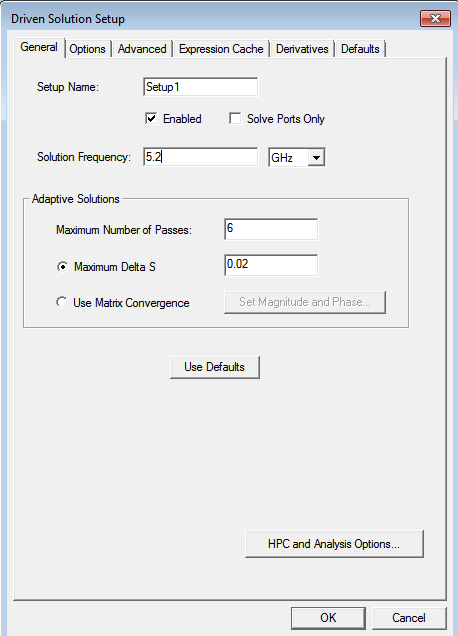 Driven Solution Setup
General Options Advanced Expression Cache Derivatives Defaults
Setup Name: Setup1
Enabled Solve Ports Only
Solution Frequency: 5.2 GHz
Adaptive Solutions
Maximum Number of Passes: 6
Maximum Delta S 0.02
Use Matrix Convergence Set Magnitude and Phase...
Use Defaults
HPC and Analysis Options...
OK Cancel